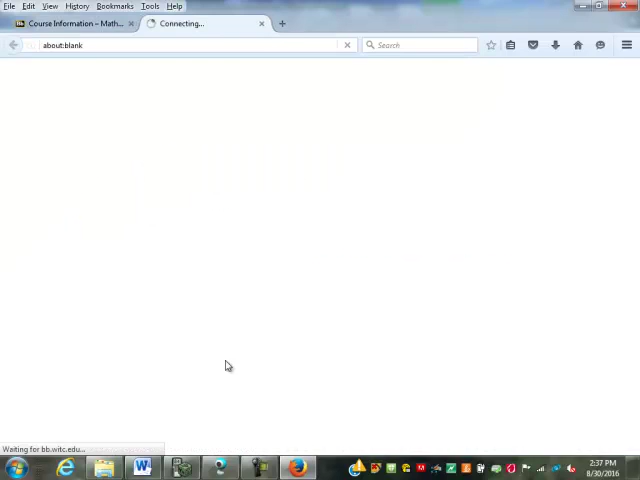 File Edit View History Bookmarks Tools Help
Course Information – Math... Connecting...
about:blank Search
Waiting for bb.witc.edu...
2:37 PM
8/30/2016